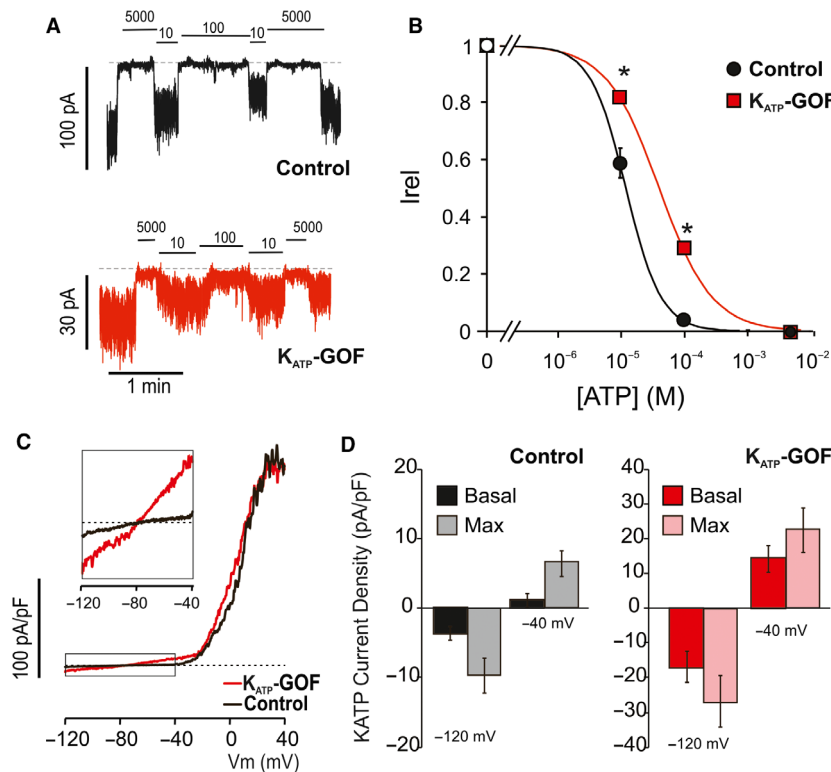 A
5000
5000
10
100
10
100 pA
Control
5000
5000
10
100
10
30 pA
K_ATP-GOF
1 min
B
1
0.8
0.6
0.4
0.2
0
Irel
*
*
Control
K_ATP-GOF
0
10⁻⁶
10⁻⁵
10⁻⁴
10⁻³
10⁻²
[ATP] (M)
C
−120
−80
−40
100 pA/pF
K_ATP-GOF
Control
−120
−80
−40
0
40
Vm (mV)
D
KATP Current Density (pA/pF)
Control
20
10
0
−10
−20
Basal
Max
−40 mV
−120 mV
K_ATP-GOF
40
30
20
10
0
−10
−20
−30
−40
Basal
Max
−40 mV
−120 mV